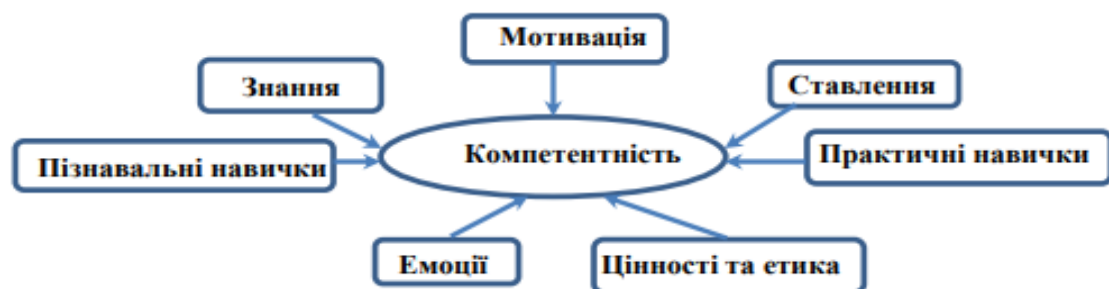 Мотивація
Знання
Ставлення
Компетентність
Пізнавальні навички
Практичні навички
Емоції
Цінності та етика